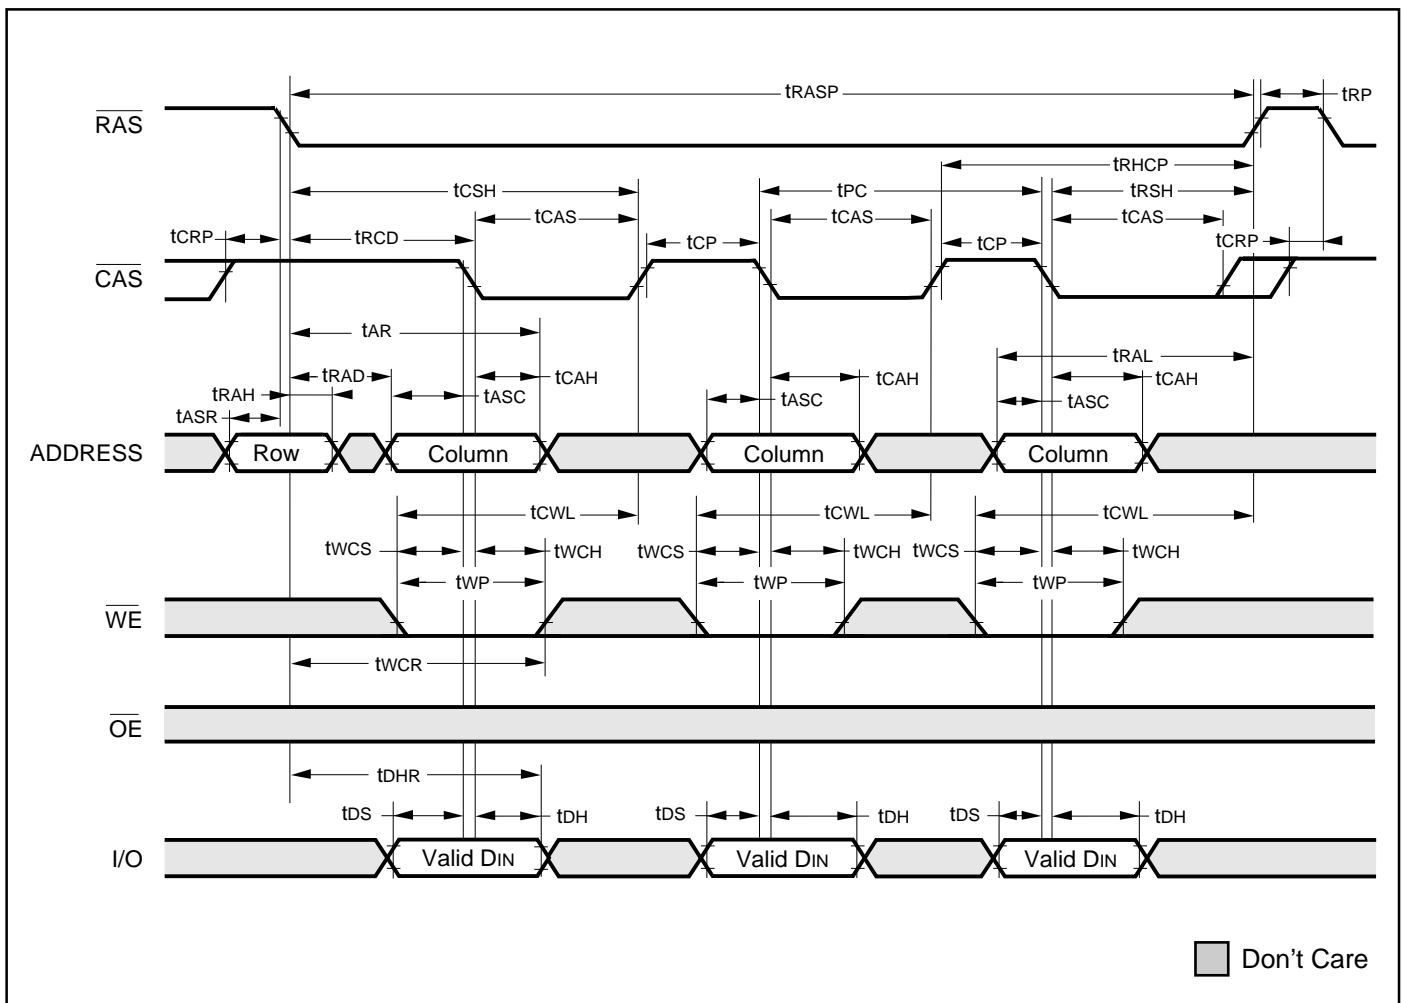 tRASP tRP
RAS
tRHCP
tCSH tPC tRSH
tCAS tCAS tCAS
tCRP tRCD tCP tCP tCRP
CAS
tAR
tRAL
tRAD tCAH tCAH tCAH
tRAH
tASR tASC tASC tASC
ADDRESS Row Column Column Column
tCWL tCWL tCWL
tWCS tWCH tWCS tWCH tWCS tWCH
tWP tWP tWP
WE
tWCR
OE
tDHR
tDS tDH tDS tDH tDS tDH
I/O Valid DIN Valid DIN Valid DIN
Don't Care